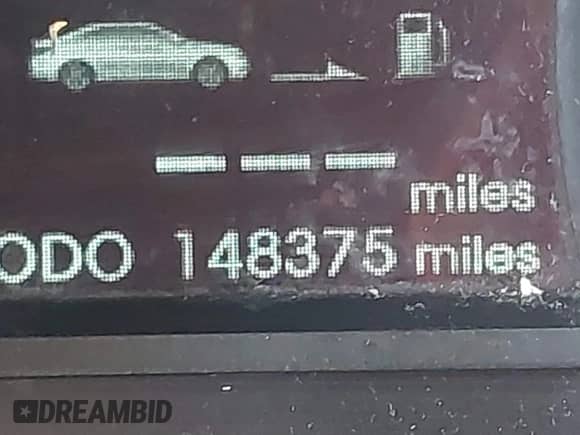 --- miles
ODO 148375 miles
DREAMBID